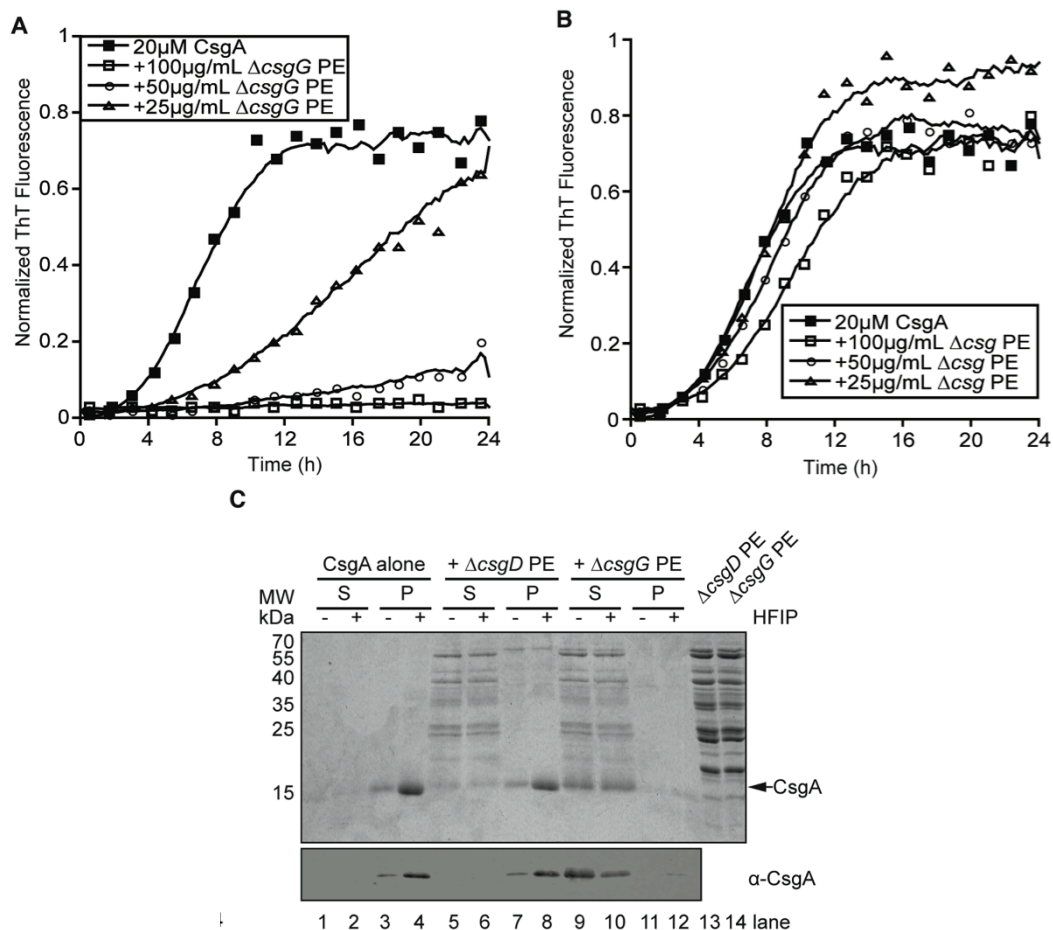 A
1
0.8
0.6
0.4
0.2
0
Normalized ThT Fluorescence
20µM CsgA
+100µg/mL ΔcsgG PE
+50µg/mL ΔcsgG PE
+25µg/mL ΔcsgG PE
0 4 8 12 16 20 24
Time (h)
B
1
0.8
0.6
0.4
0.2
0
Normalized ThT Fluorescence
20µM CsgA
+100µg/mL Δcsg PE
+50µg/mL Δcsg PE
+25µg/mL Δcsg PE
0 4 8 12 16 20 24
Time (h)
C
CsgA alone + ΔcsgD PE + ΔcsgG PE ΔcsgD PE ΔcsgG PE
MW S P S P S P
kDa - + - + - + - + - + - + HFIP
70
55
40
35
25
15
CsgA
α-CsgA
1 2 3 4 5 6 7 8 9 10 11 12 13 14 lane